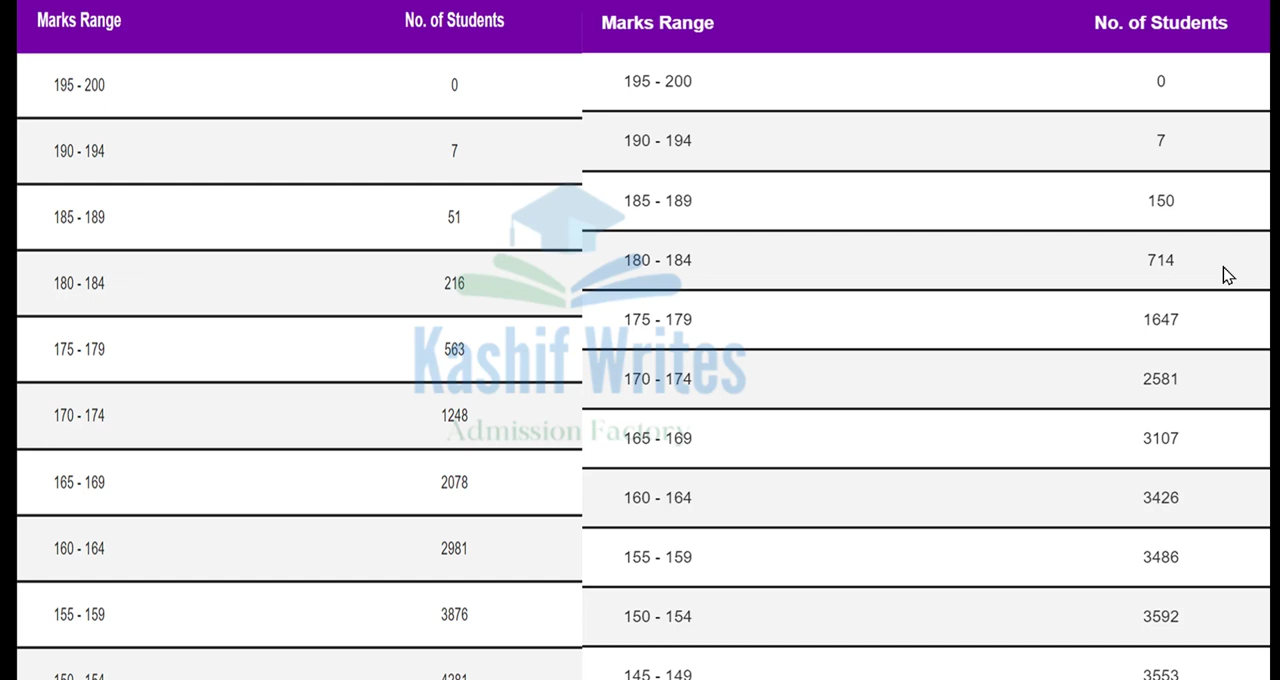 Marks Range No. of Students
195 - 200 0
190 - 194 7
185 - 189 51
180 - 184 216
175 - 179 563
170 - 174 1248
165 - 169 2078
160 - 164 2981
155 - 159 3876
150 - 154 4281
Marks Range No. of Students
195 - 200 0
190 - 194 7
185 - 189 150
180 - 184 714
175 - 179 1647
170 - 174 2581
165 - 169 3107
160 - 164 3426
155 - 159 3486
150 - 154 3592
145 - 149 3553
Kashif Writes
Admission Factory